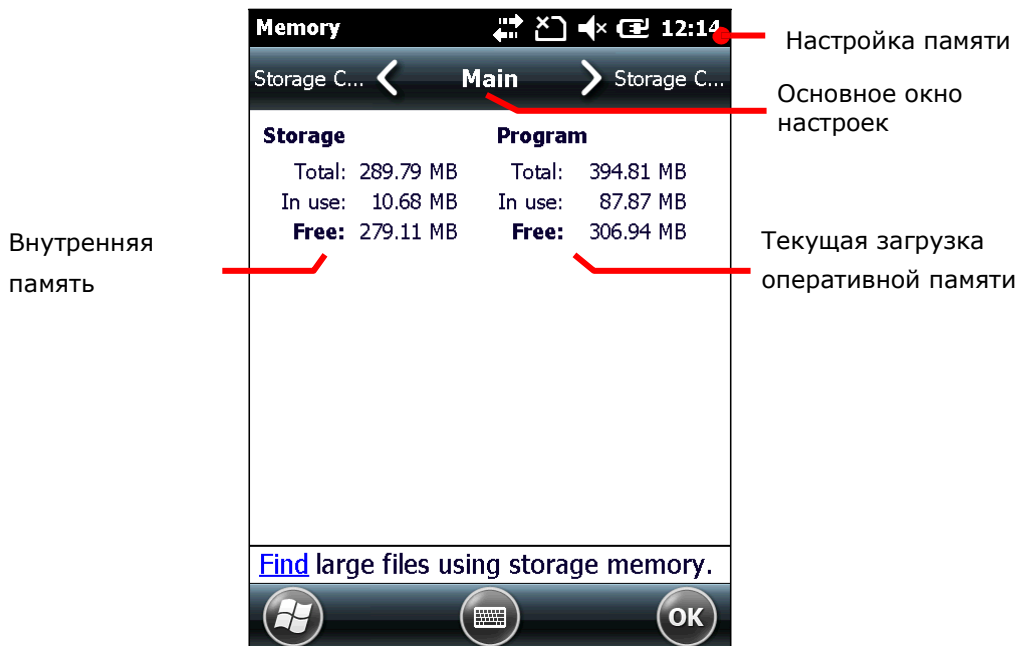 Memory 12:14
Настройка памяти
Storage C... Main Storage C...
Основное окно
настроек
Storage Program
Total: 289.79 MB Total: 394.81 MB
In use: 10.68 MB In use: 87.87 MB
Free: 279.11 MB Free: 306.94 MB
Внутренняя
память
Текущая загрузка
оперативной памяти
Find large files using storage memory.
OK